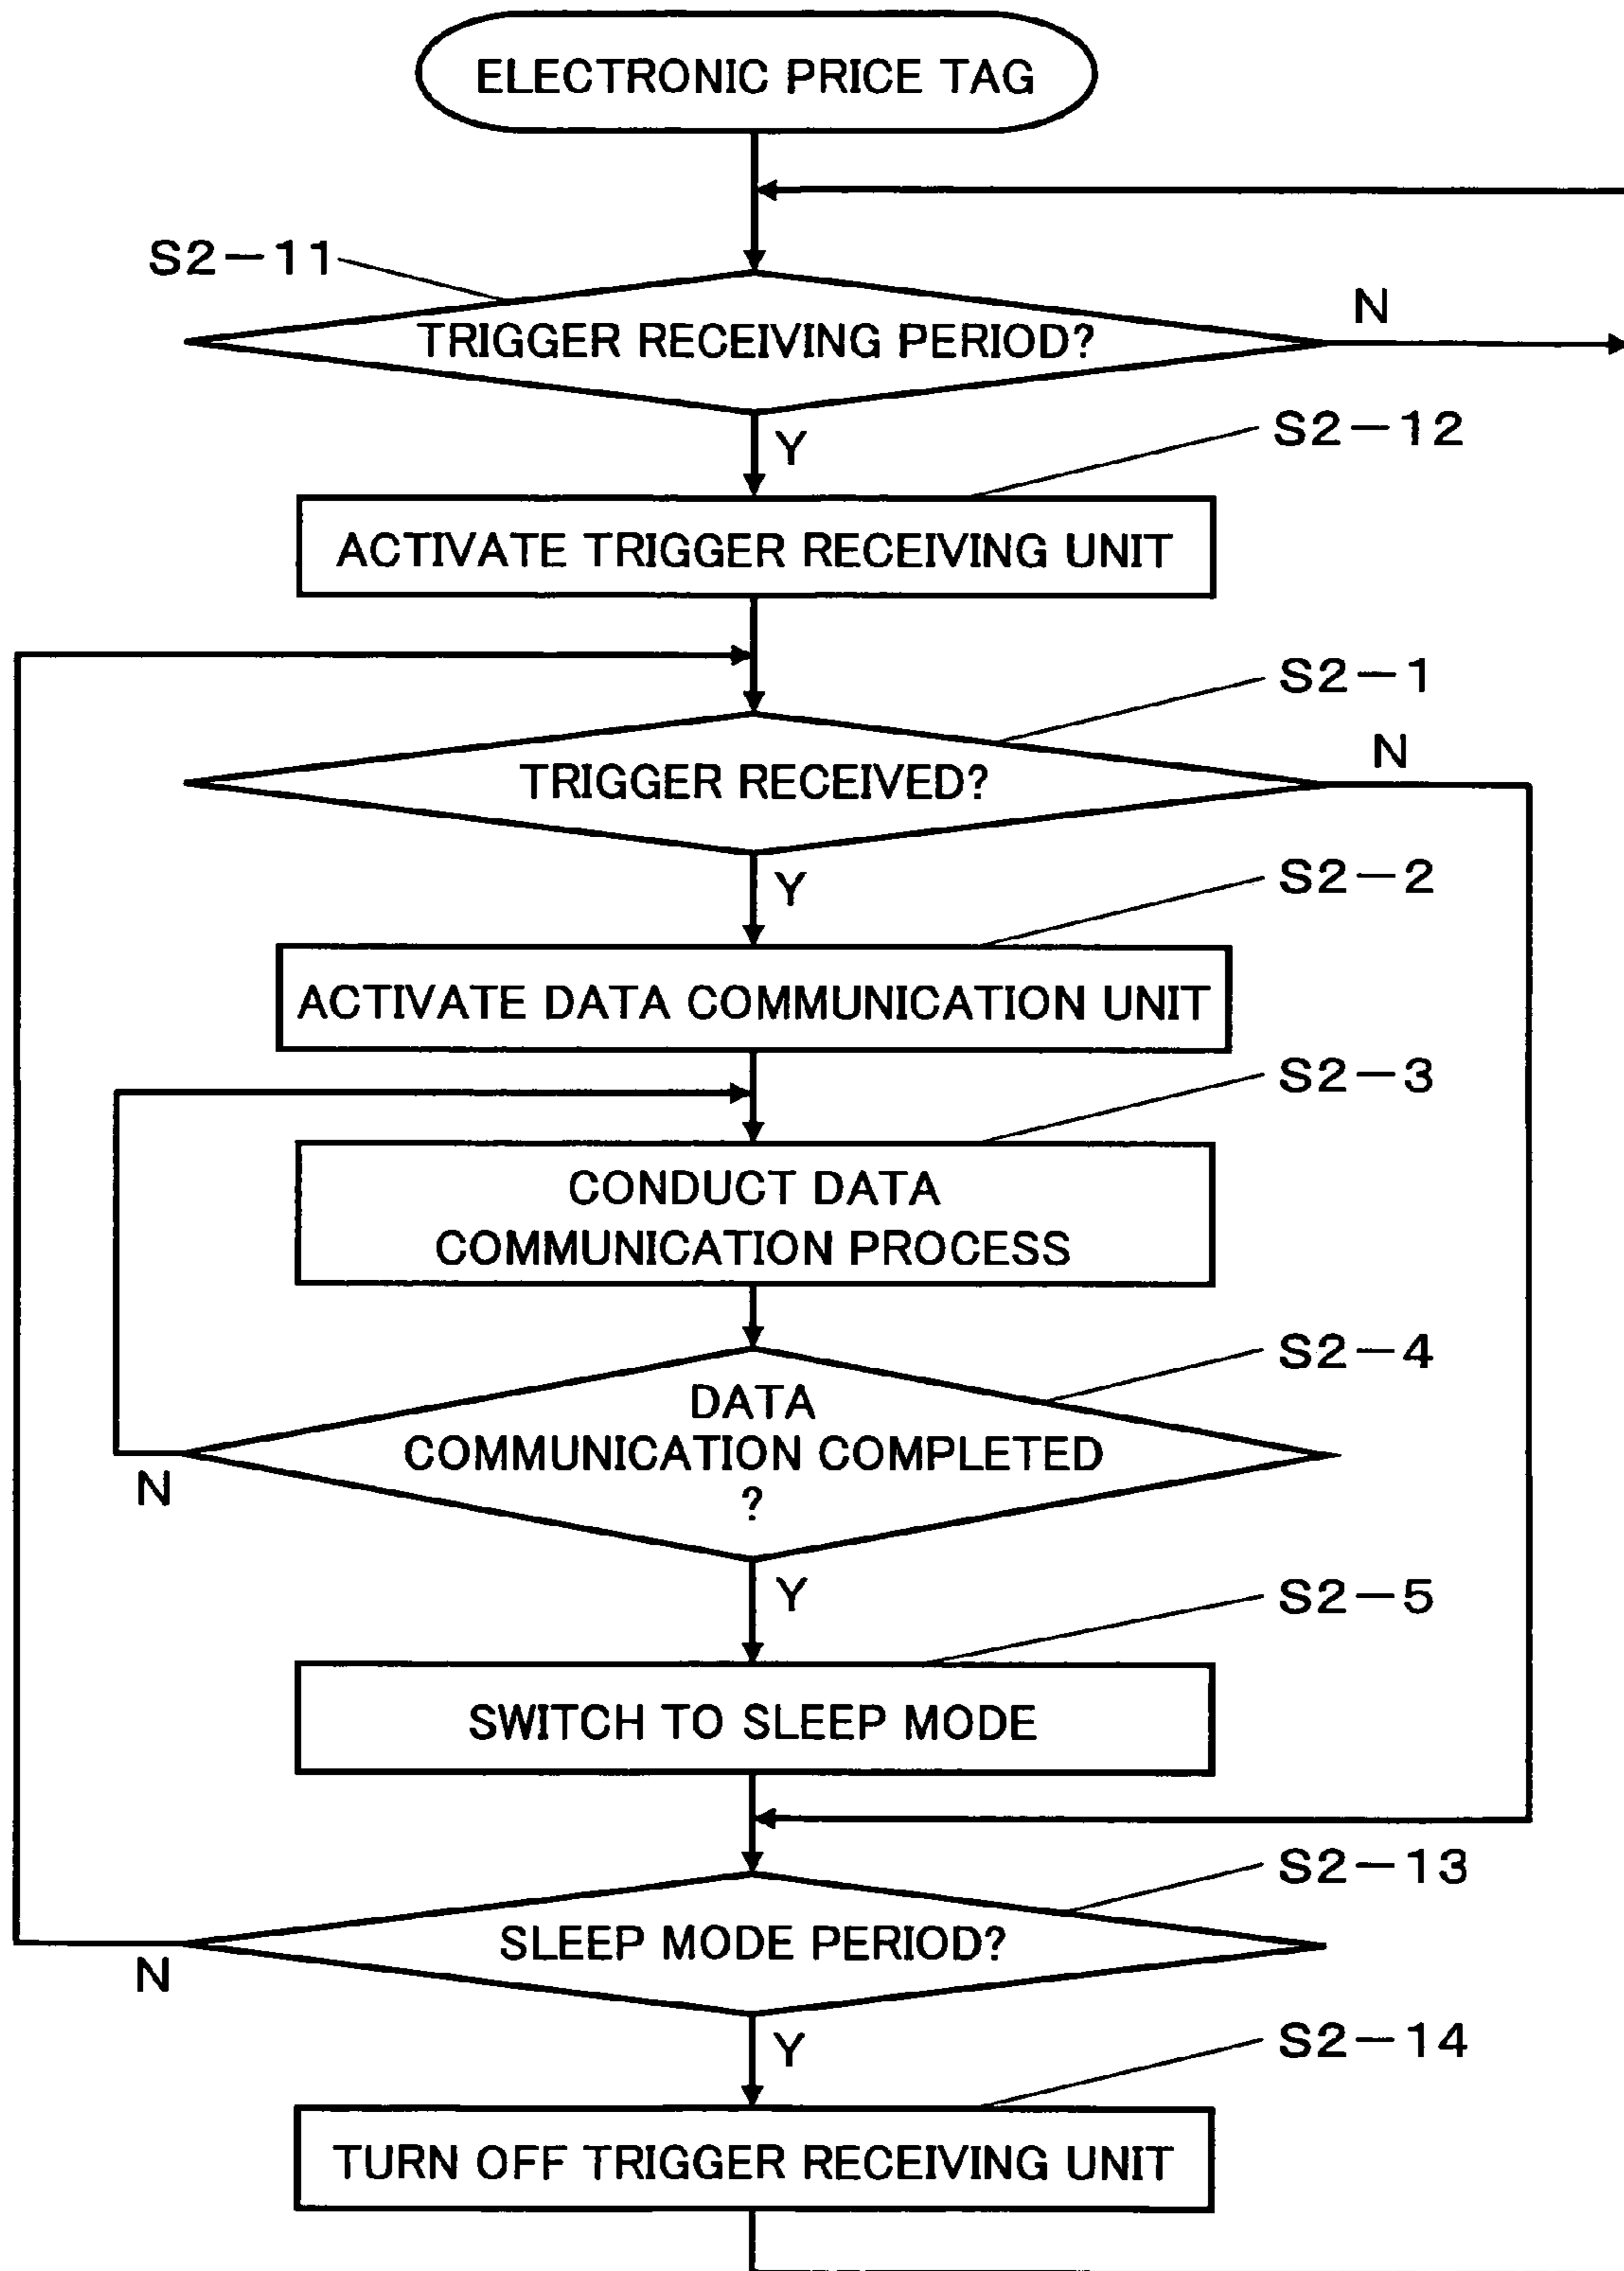 ELECTRONIC PRICE TAG
S2-11
TRIGGER RECEIVING PERIOD?
N
Y
S2-12
ACTIVATE TRIGGER RECEIVING UNIT
S2-1
TRIGGER RECEIVED?
N
Y
S2-2
ACTIVATE DATA COMMUNICATION UNIT
S2-3
CONDUCT DATA
COMMUNICATION PROCESS
S2-4
DATA
COMMUNICATION COMPLETED
?
N
Y
S2-5
SWITCH TO SLEEP MODE
S2-13
SLEEP MODE PERIOD?
N
Y
S2-14
TURN OFF TRIGGER RECEIVING UNIT